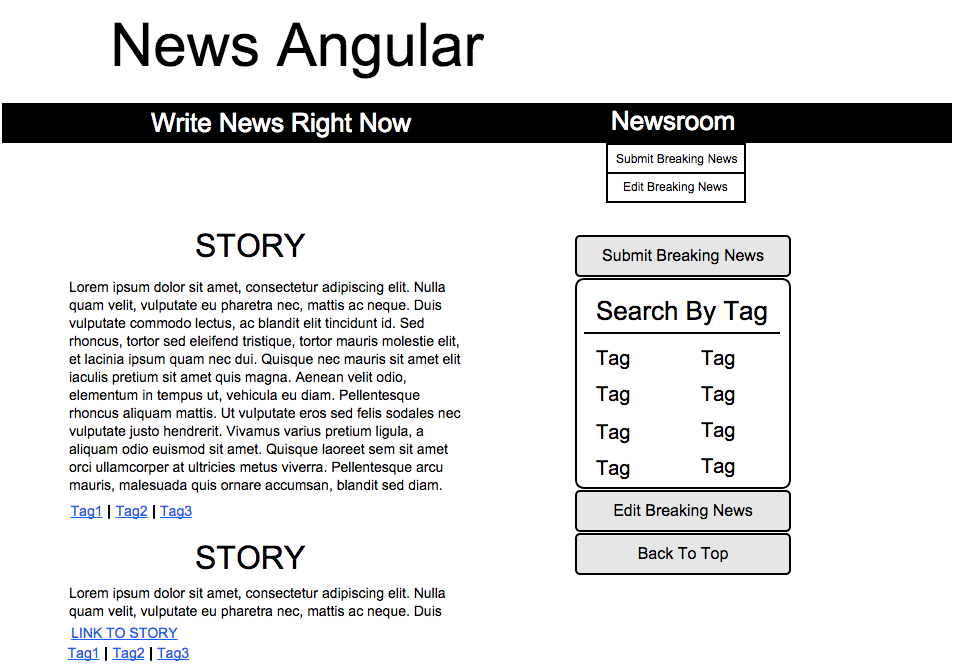 News Angular
Write News Right Now
Newsroom
Submit Breaking News
Edit Breaking News
STORY
Lorem ipsum dolor sit amet, consectetur adipiscing elit. Nulla
quam velit, vulputate eu pharetra nec, mattis ac neque. Duis
vulputate commodo lectus, ac blandit elit tincidunt id. Sed
rhoncus, tortor sed eleifend tristique, tortor mauris molestie elit,
et lacinia ipsum quam nec dui. Quisque nec mauris sit amet elit
iaculis pretium sit amet quis magna. Aenean velit odio,
elementum in tempus ut, vehicula eu diam. Pellentesque
rhoncus aliquam mattis. Ut vulputate eros sed felis sodales nec
vulputate justo hendrerit. Vivamus varius pretium ligula, a
aliquam odio euismod sit amet. Quisque laoreet sem sit amet
orci ullamcorper at ultricies metus viverra. Pellentesque arcu
mauris, malesuada quis ornare accumsan, blandit sed diam.
Tag1 | Tag2 | Tag3
STORY
Lorem ipsum dolor sit amet, consectetur adipiscing elit. Nulla
quam velit, vulputate eu pharetra nec, mattis ac neque. Duis
LINK TO STORY
Tag1 | Tag2 | Tag3
Submit Breaking News
Search By Tag
Tag Tag
Tag Tag
Tag Tag
Tag Tag
Edit Breaking News
Back To Top